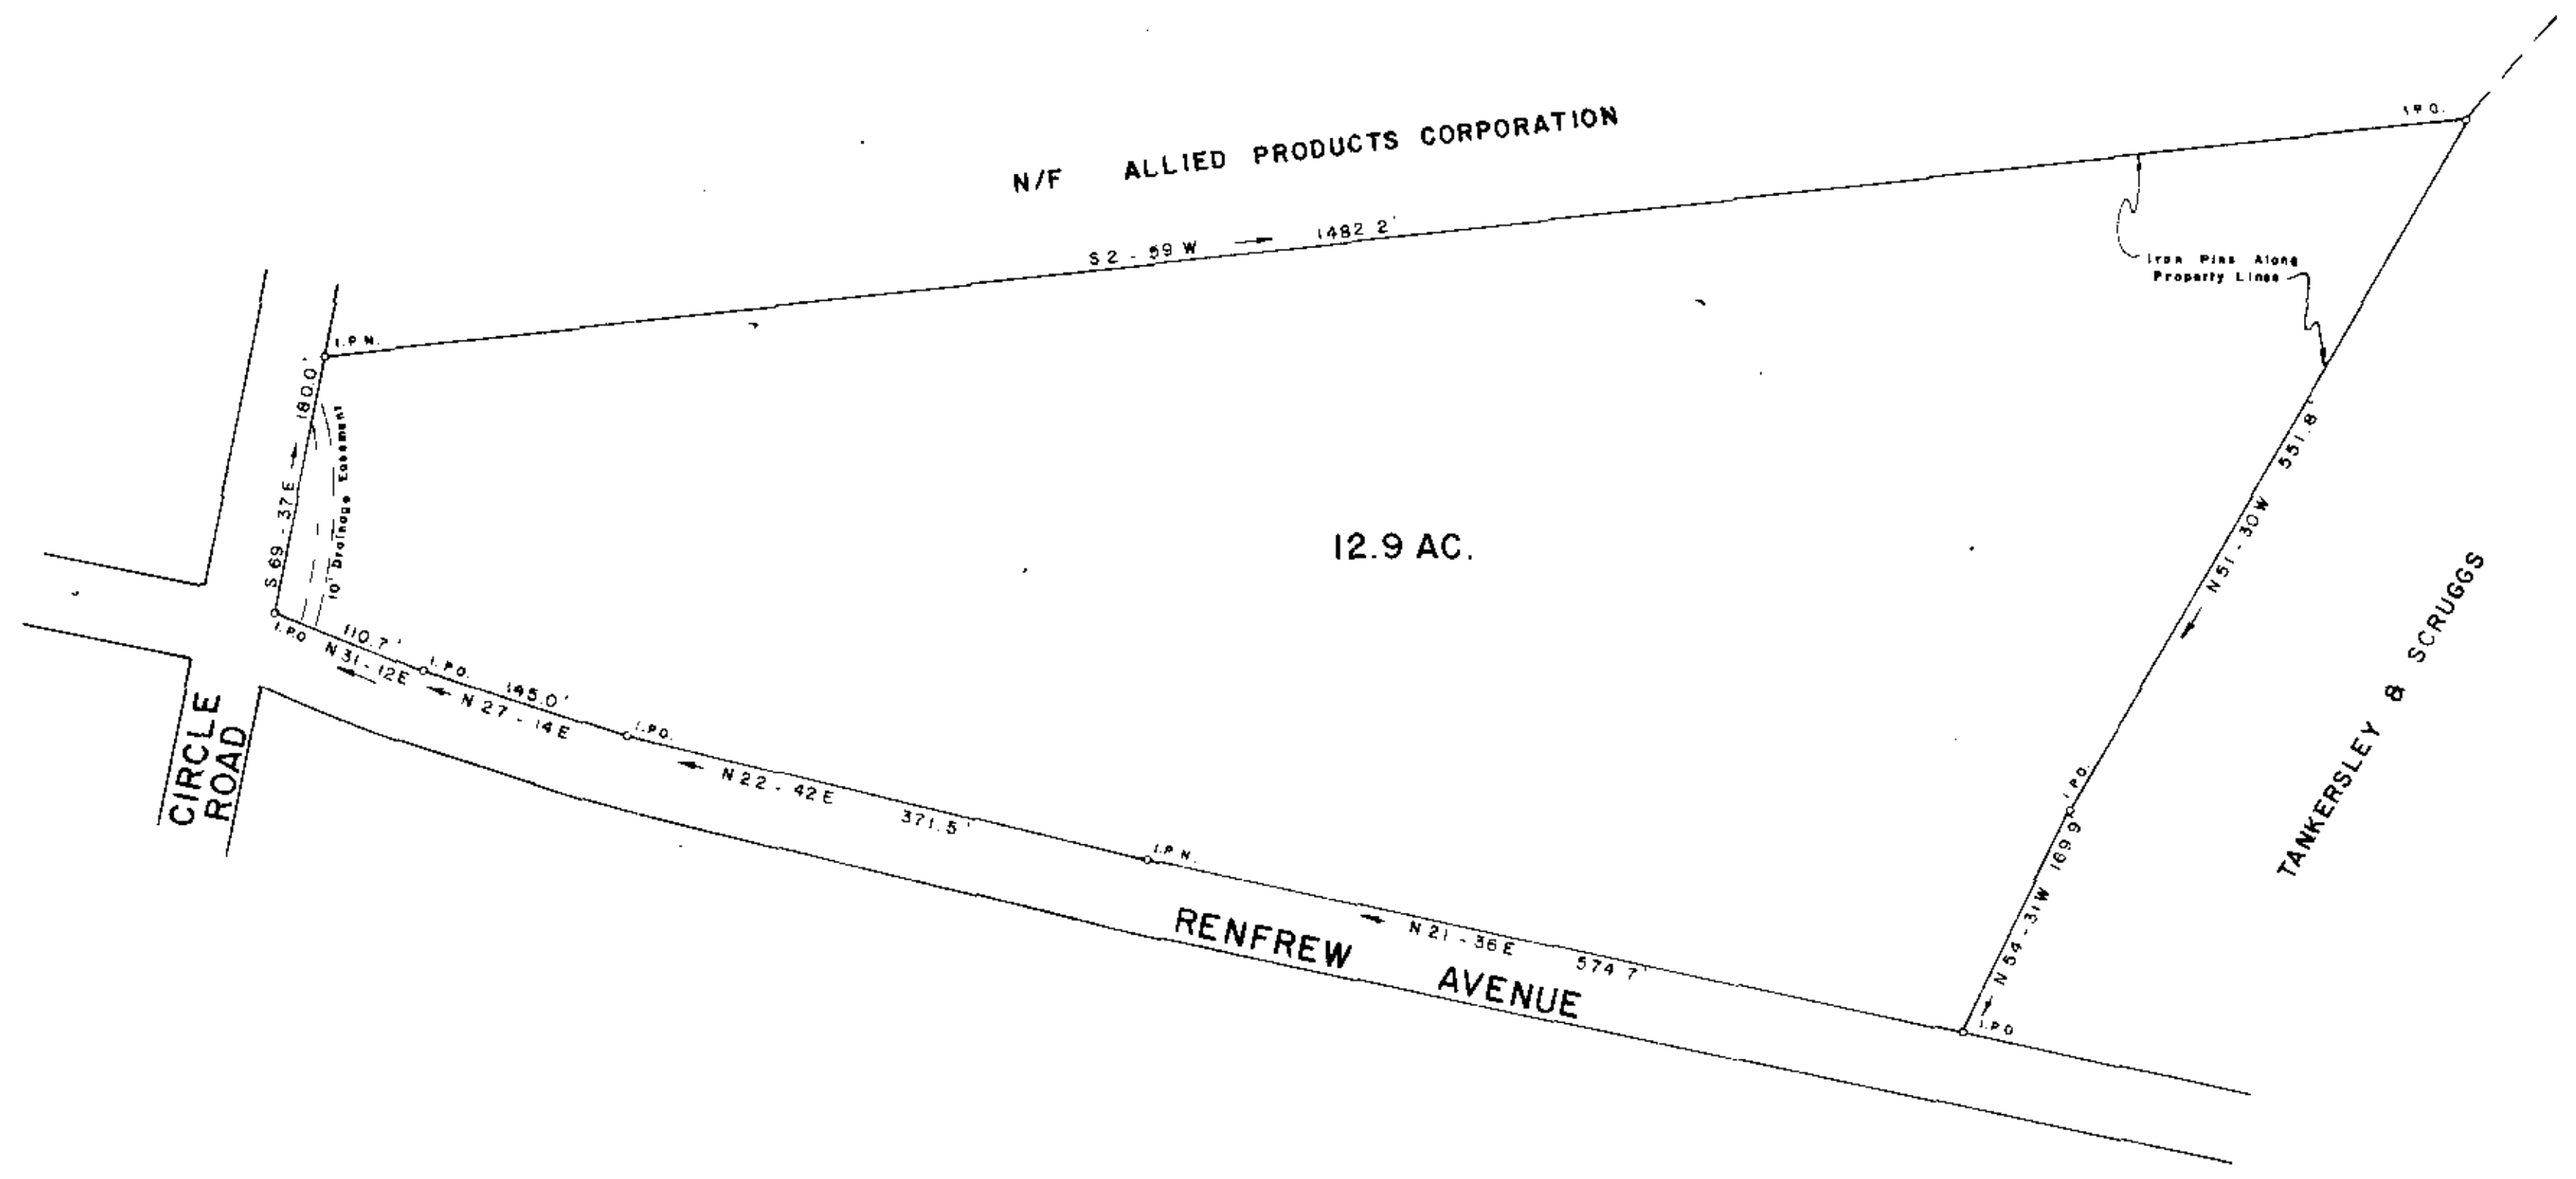 I.P.O.
N/F ALLIED PRODUCTS CORPORATION
S 2 - 59 W 1482.2'
Iron Pins Along
Property Lines
I.P.N.
S 69 - 37 E 180.0'
10' Drainage Easement
12.9 AC.
N 51 - 30 W 551.8'
TANKERSLEY & SCRUGGS
I.P.O
110.7'
N 31 - 12 E
I.P.O.
145.0'
N 27 - 14 E
I.P.O.
N 22 - 42 E 371.5'
I.P.N.
N 21 - 36 E 574.7'
I.P.O.
N 54 - 31 W 169.9'
I.P.O
CIRCLE
ROAD
RENFREW AVENUE